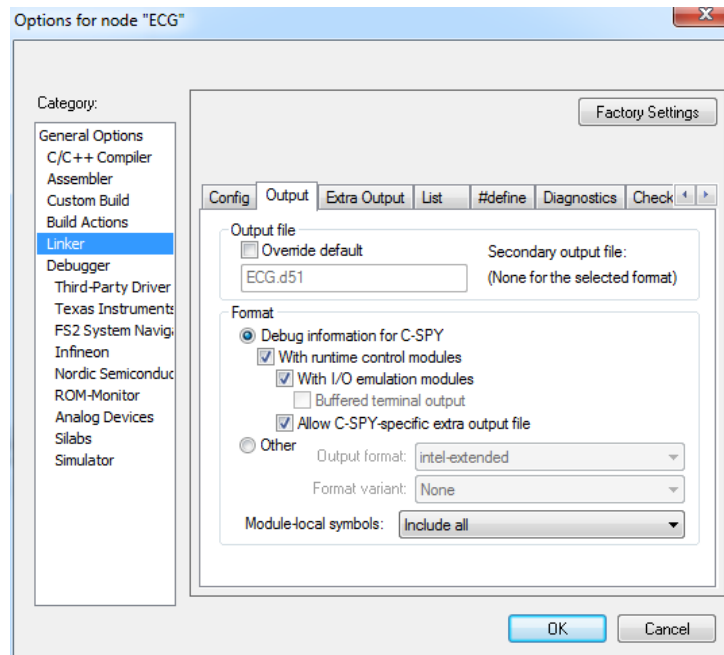 Options for node "ECG"
Category:
Factory Settings
General Options
C/C++ Compiler
Assembler
Custom Build
Build Actions
Linker
Debugger
Third-Party Driver
Texas Instruments
FS2 System Naviga
Infineon
Nordic Semiconduc
ROM-Monitor
Analog Devices
Silabs
Simulator
Config Output Extra Output List #define Diagnostics Check
Output file
Override default
Secondary output file:
ECG.d51
(None for the selected format)
Format
Debug information for C-SPY
With runtime control modules
With I/O emulation modules
Buffered terminal output
Allow C-SPY-specific extra output file
Other
Output format: intel-extended
Format variant: None
Module-local symbols: Include all
OK Cancel